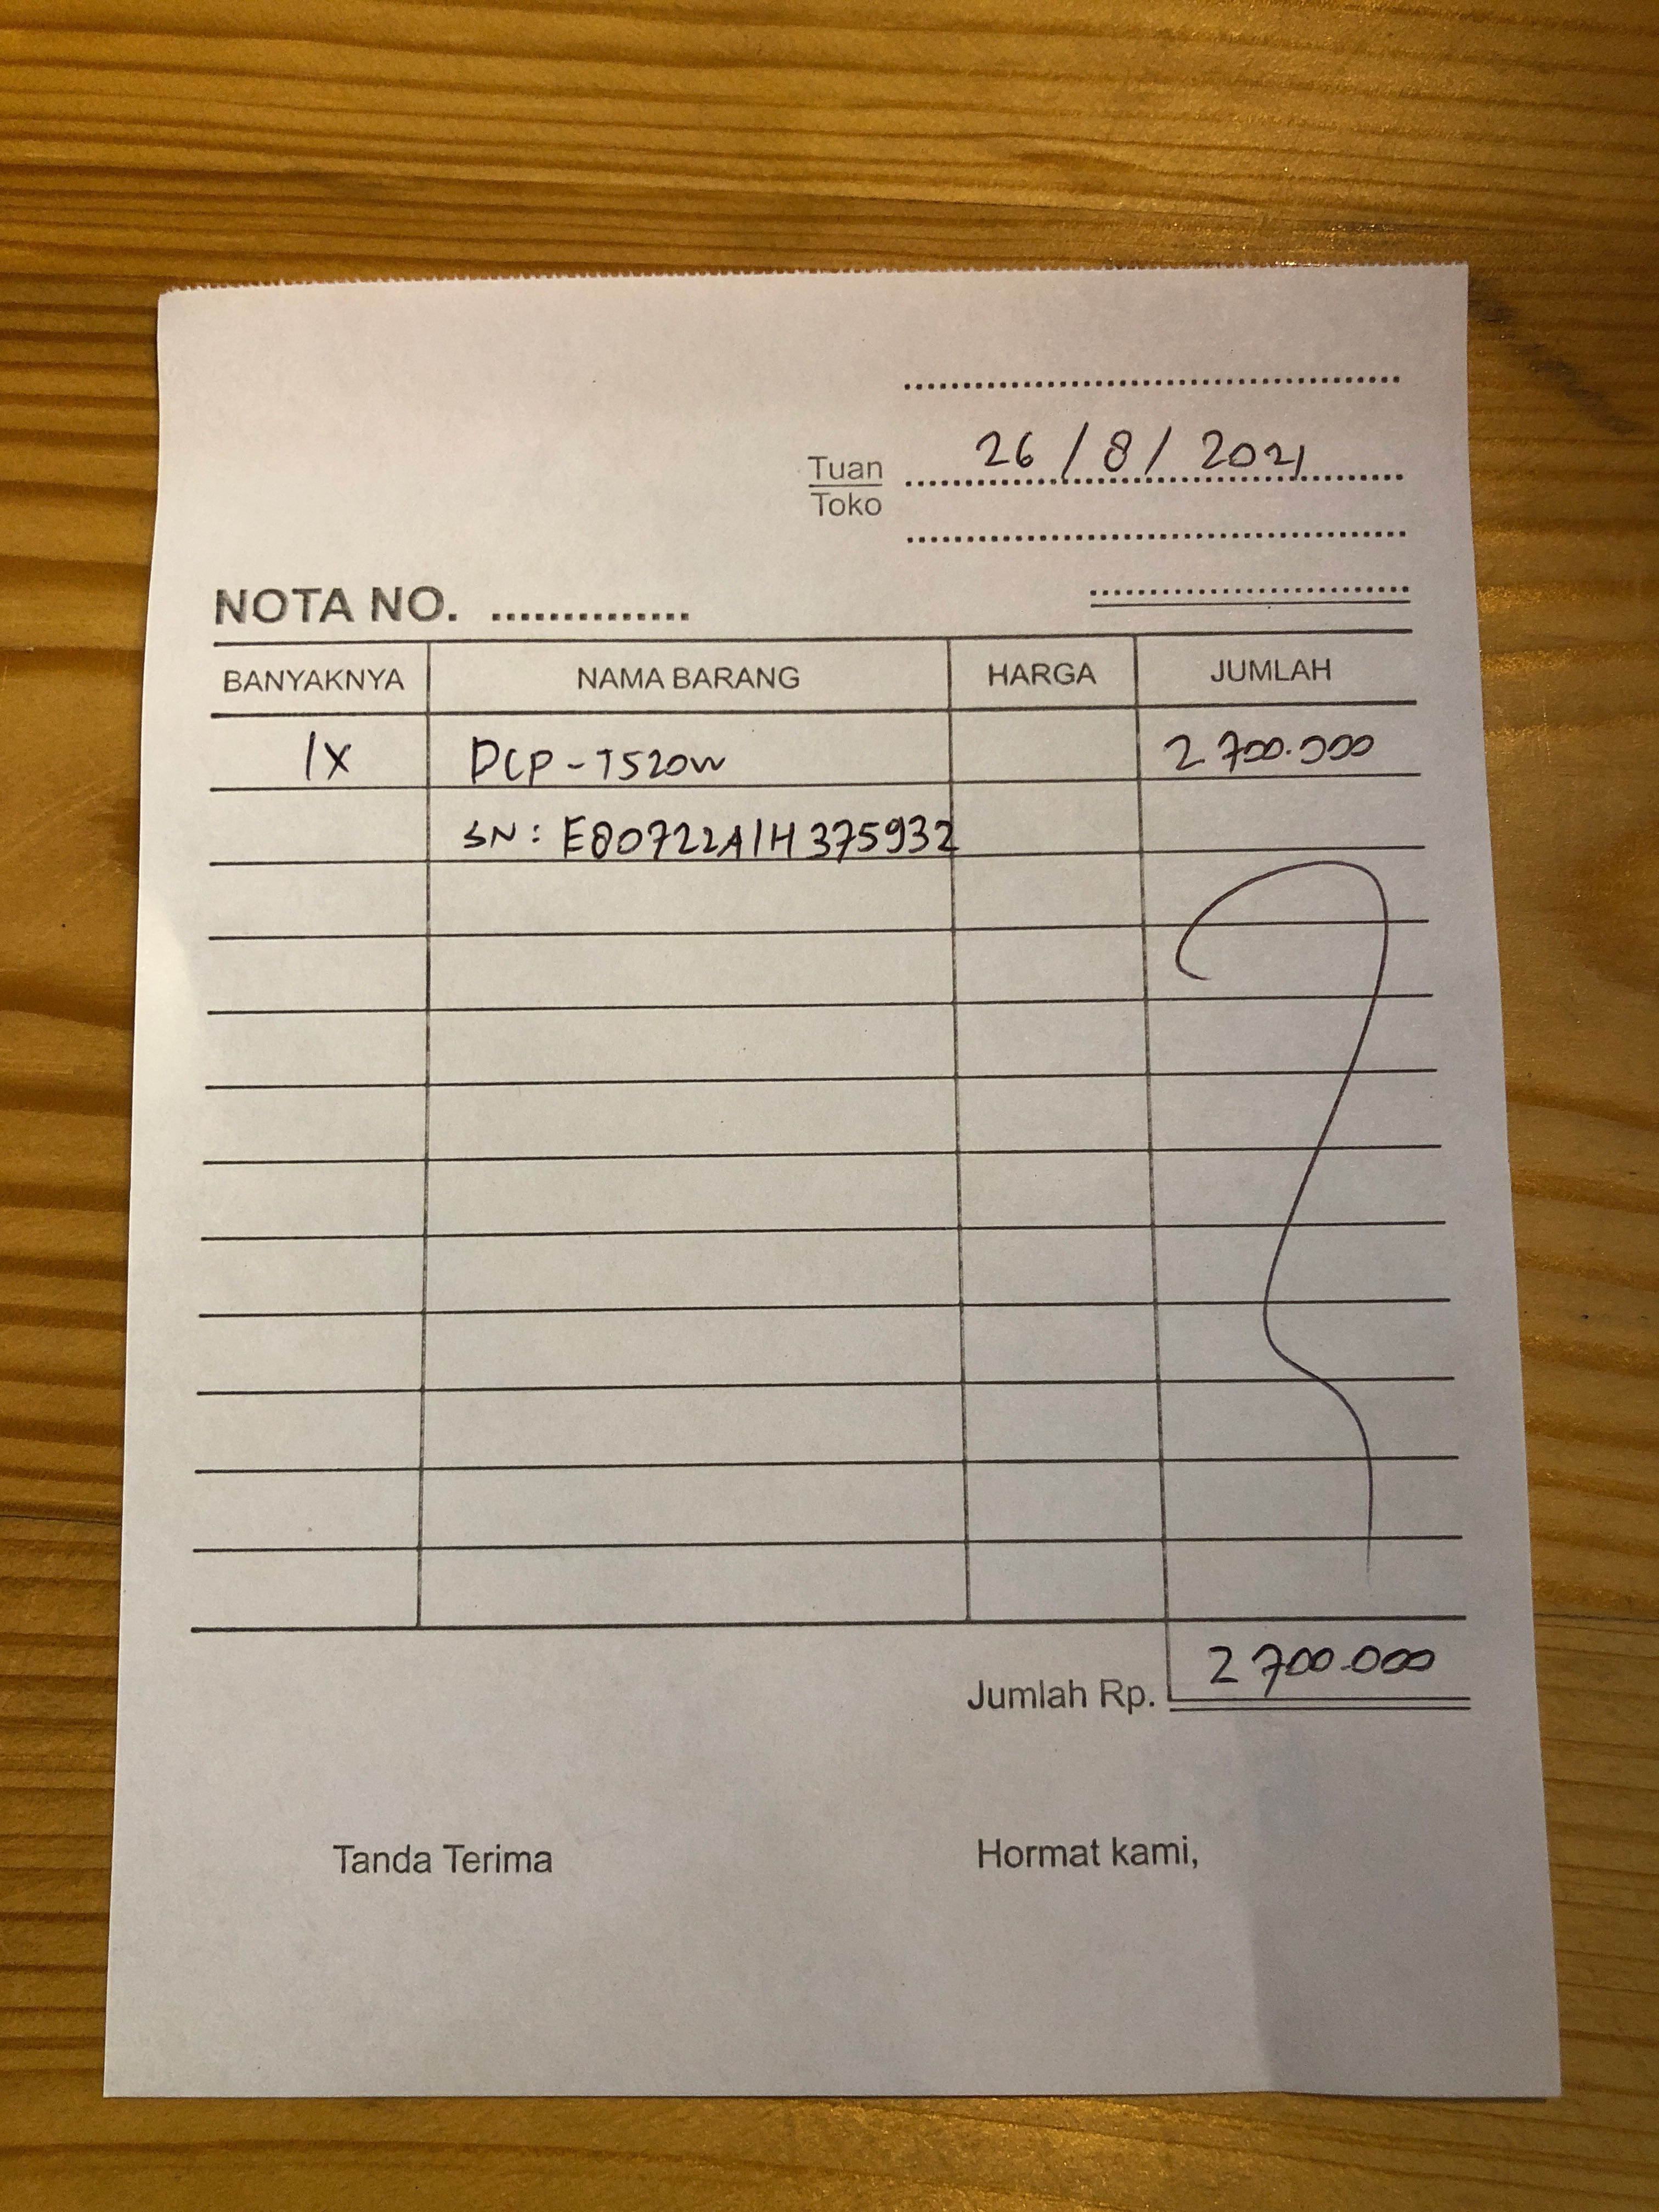 26/8/2021
Tuan
Toko
NOTA NO. ..............
BANYAKNYA NAMA BARANG HARGA JUMLAH
1X DCP-T520W 2.700.000
SN: E80722A1H375932
Jumlah Rp. 2 700.000
Tanda Terima Hormat kami,